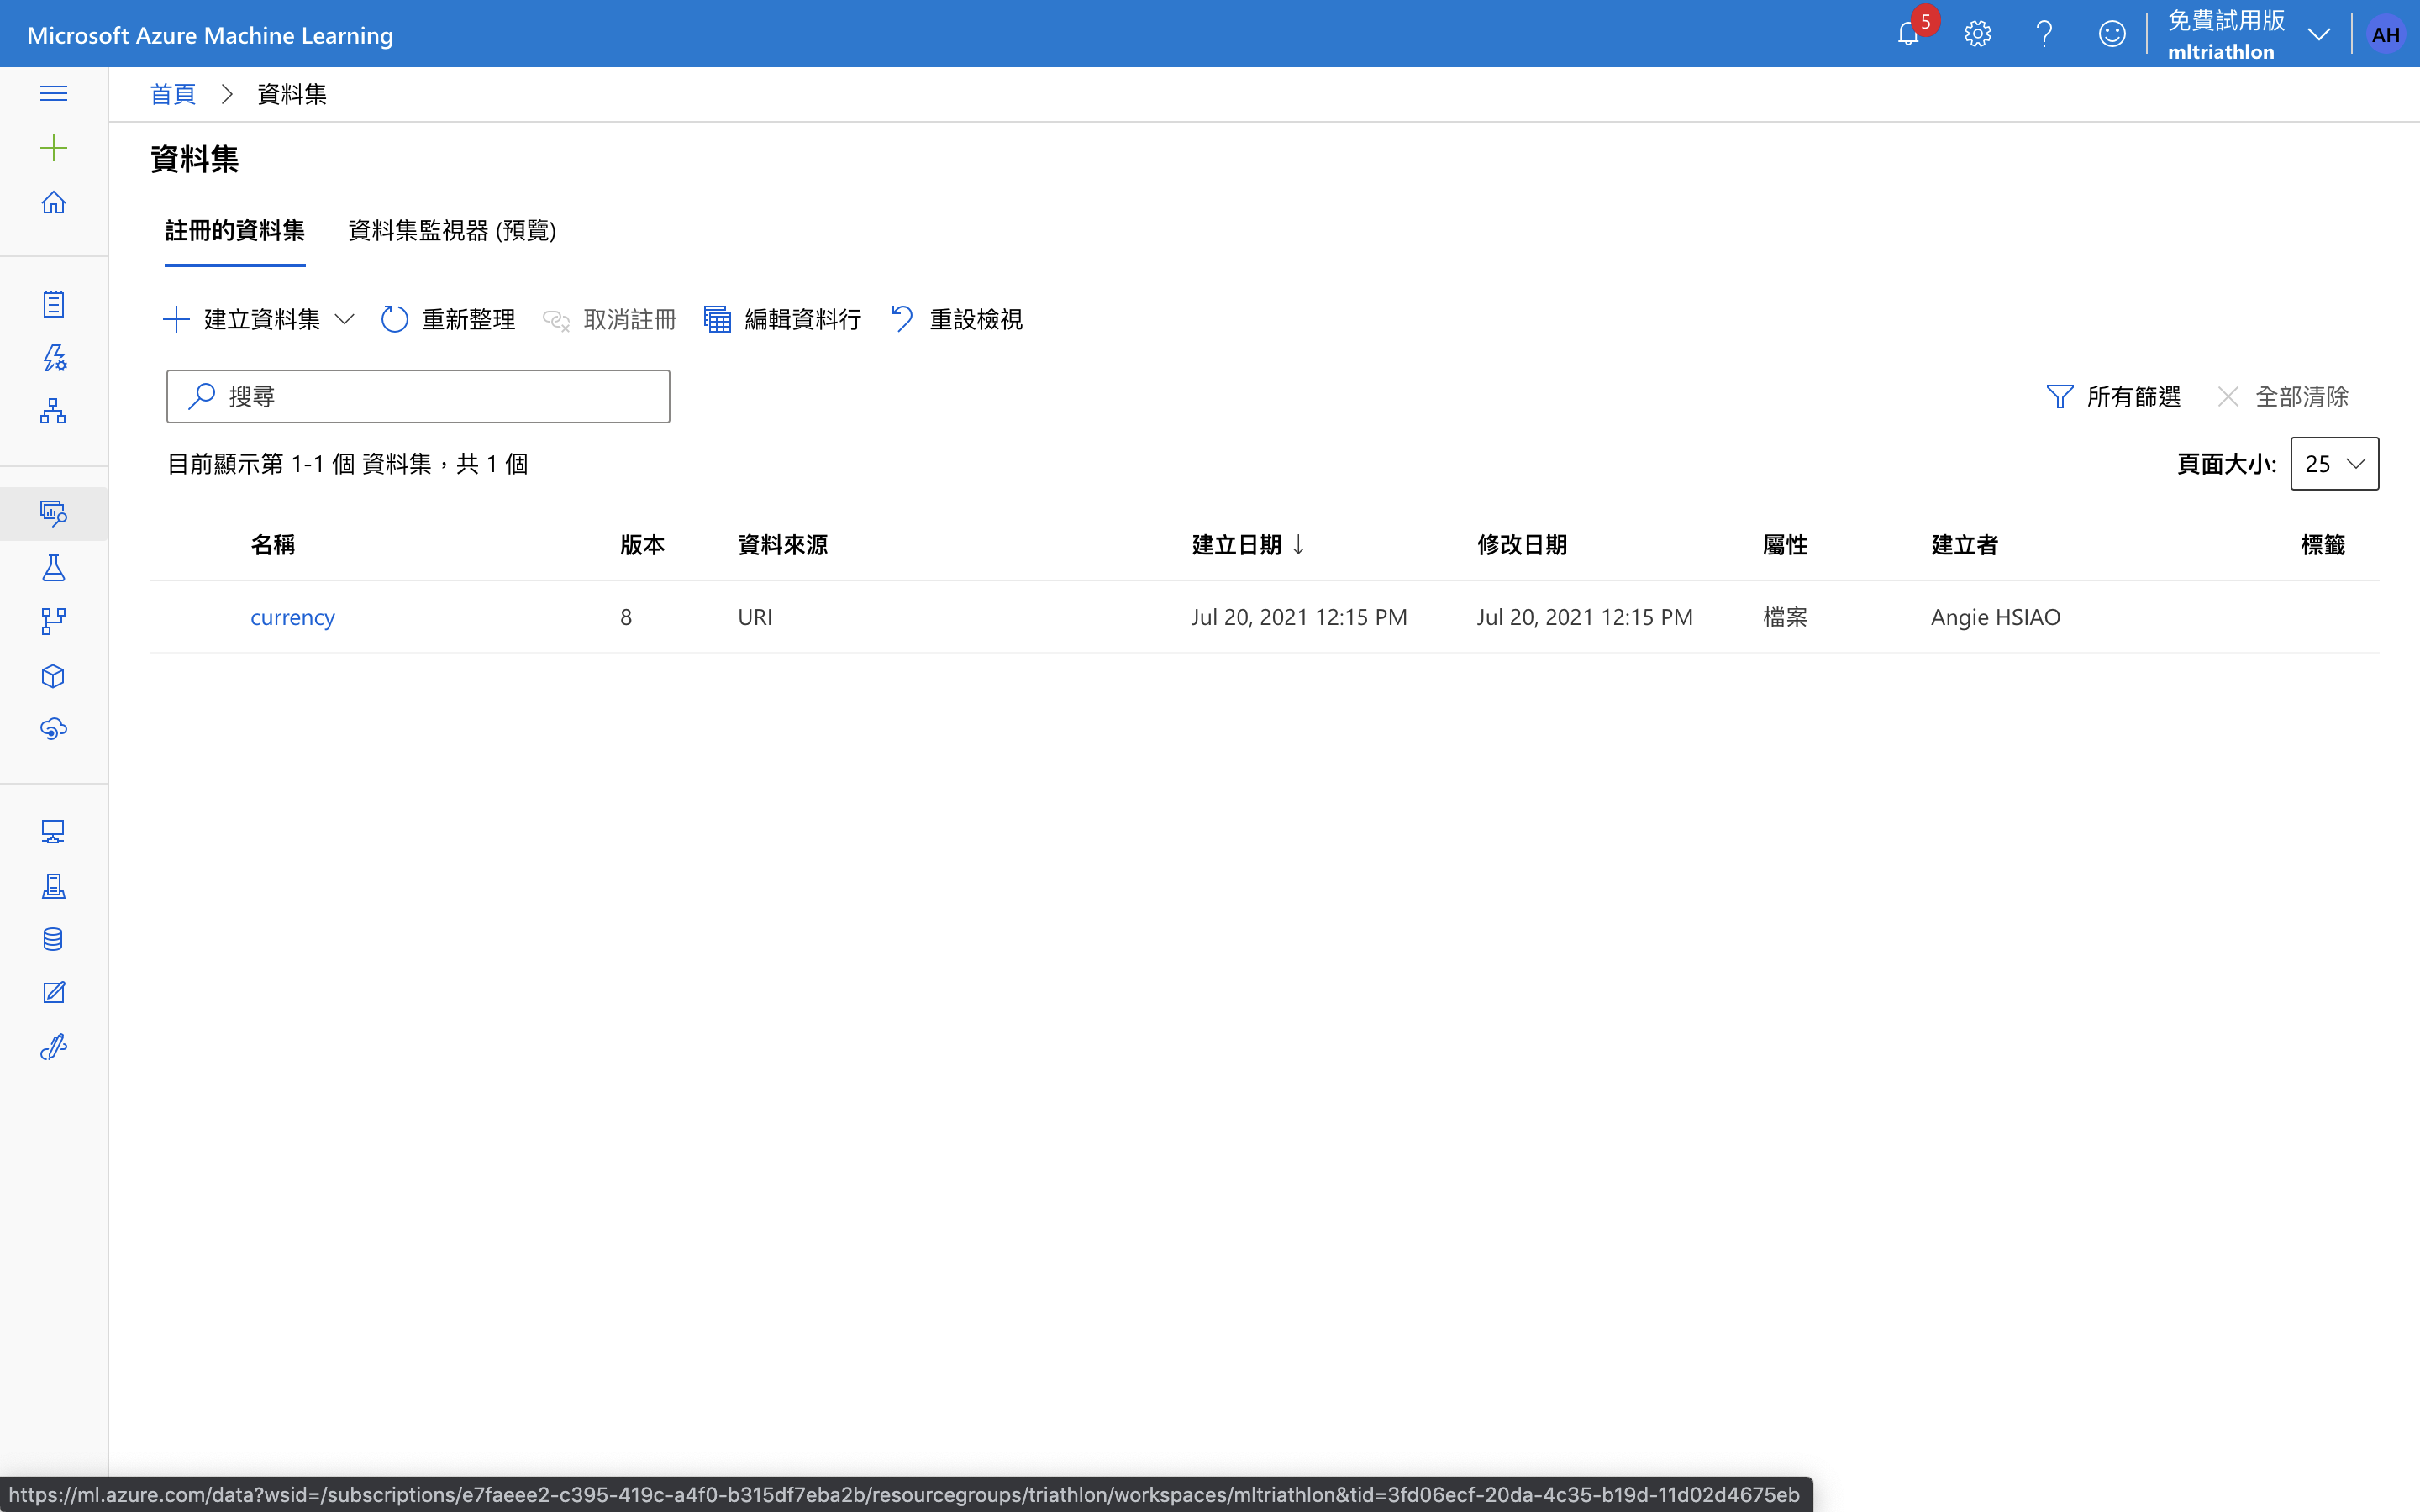 Microsoft Azure Machine Learning
5
免費試用版
mltriathlon
AH
首頁 > 資料集
資料集
註冊的資料集 資料集監視器 (預覽)
建立資料集 重新整理 取消註冊 編輯資料行 重設檢視
搜尋
所有篩選 全部清除
目前顯示第 1-1 個 資料集，共 1 個
頁面大小: 25
名稱 版本 資料來源 建立日期 ↓ 修改日期 屬性 建立者 標籤
currency 8 URI Jul 20, 2021 12:15 PM Jul 20, 2021 12:15 PM 檔案 Angie HSIAO
https://ml.azure.com/data?wsid=/subscriptions/e7faeee2-c395-419c-a4f0-b315df7eba2b/resourcegroups/triathlon/workspaces/mltriathlon&tid=3fd06ecf-20da-4c35-b19d-11d02d4675eb